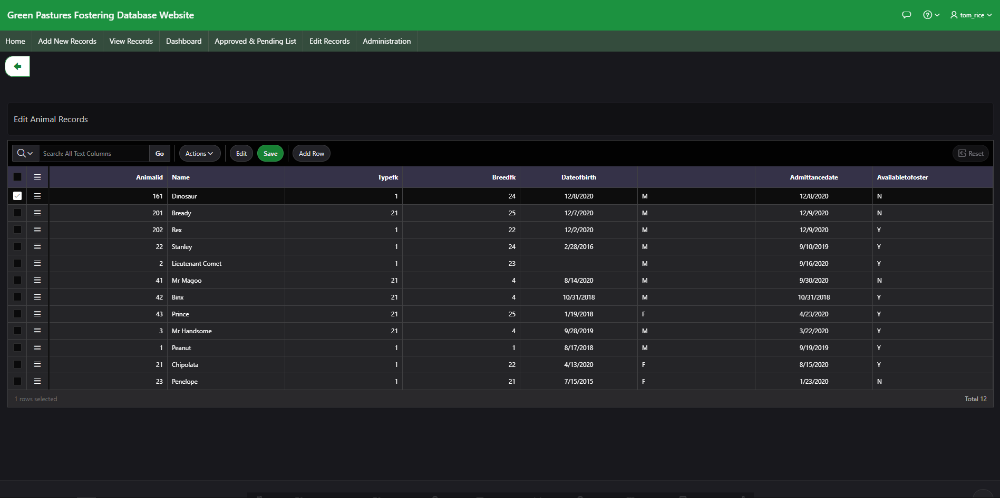 Green Pastures Fostering Database Website
tom_rice
Home Add New Records View Records Dashboard Approved & Pending List Edit Records Administration
Edit Animal Records
Search: All Text Columns Go Actions Edit Save Add Row Reset
Animalid Name Typefk Breedfk Dateofbirth Admittancedate Availabletofoster
161 Dinosaur 1 24 12/8/2020 M 12/8/2020 N
201 Bready 21 25 12/7/2020 M 12/9/2020 N
202 Rex 1 22 12/2/2020 M 12/9/2020 Y
22 Stanley 1 24 2/28/2016 M 9/10/2019 Y
2 Lieutenant Comet 1 23 M 9/16/2020 Y
41 Mr Magoo 21 4 8/14/2020 M 9/30/2020 N
42 Binx 21 4 10/31/2018 M 10/31/2018 Y
43 Prince 21 25 1/19/2018 F 4/23/2020 Y
3 Mr Handsome 21 4 9/28/2019 M 3/22/2020 Y
1 Peanut 1 1 8/17/2018 M 9/19/2019 Y
21 Chipolata 1 22 4/13/2020 F 8/15/2020 Y
23 Penelope 1 21 7/15/2015 F 1/23/2020 N
1 rows selected Total 12